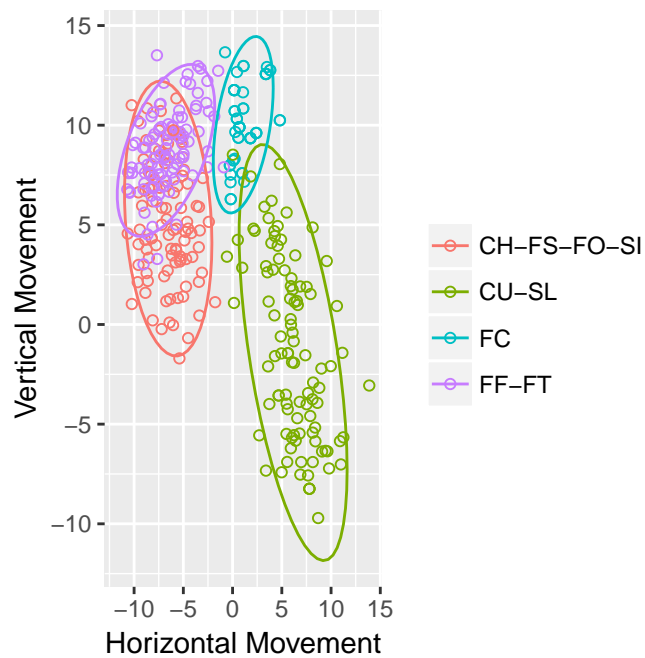 15
10
5
0
−5
−10
−10 −5 0 5 10 15
Vertical Movement
Horizontal Movement
CH−FS−FO−SI
CU−SL
FC
FF−FT